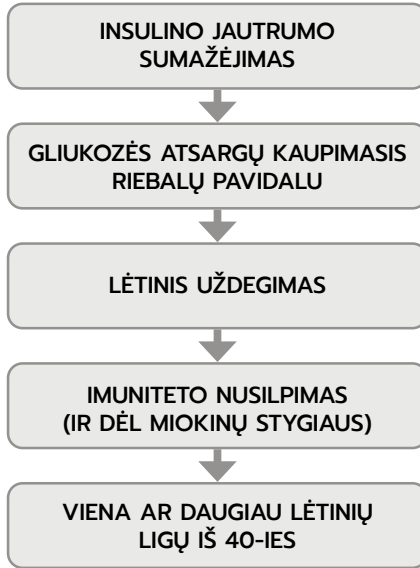 INSULINO JAUTRUMO
SUMAŽĖJIMAS
GLIUKOZĖS ATSARGŲ KAUPIMASIS
RIEBALŲ PAVIDALU
LĖTINIS UŽDEGIMAS
IMUNITETO NUSILPIMAS
(IR DĖL MIOKINŲ STYGIAUS)
VIENA AR DAUGIAU LĖTINIŲ
LIGŲ IŠ 40-IES